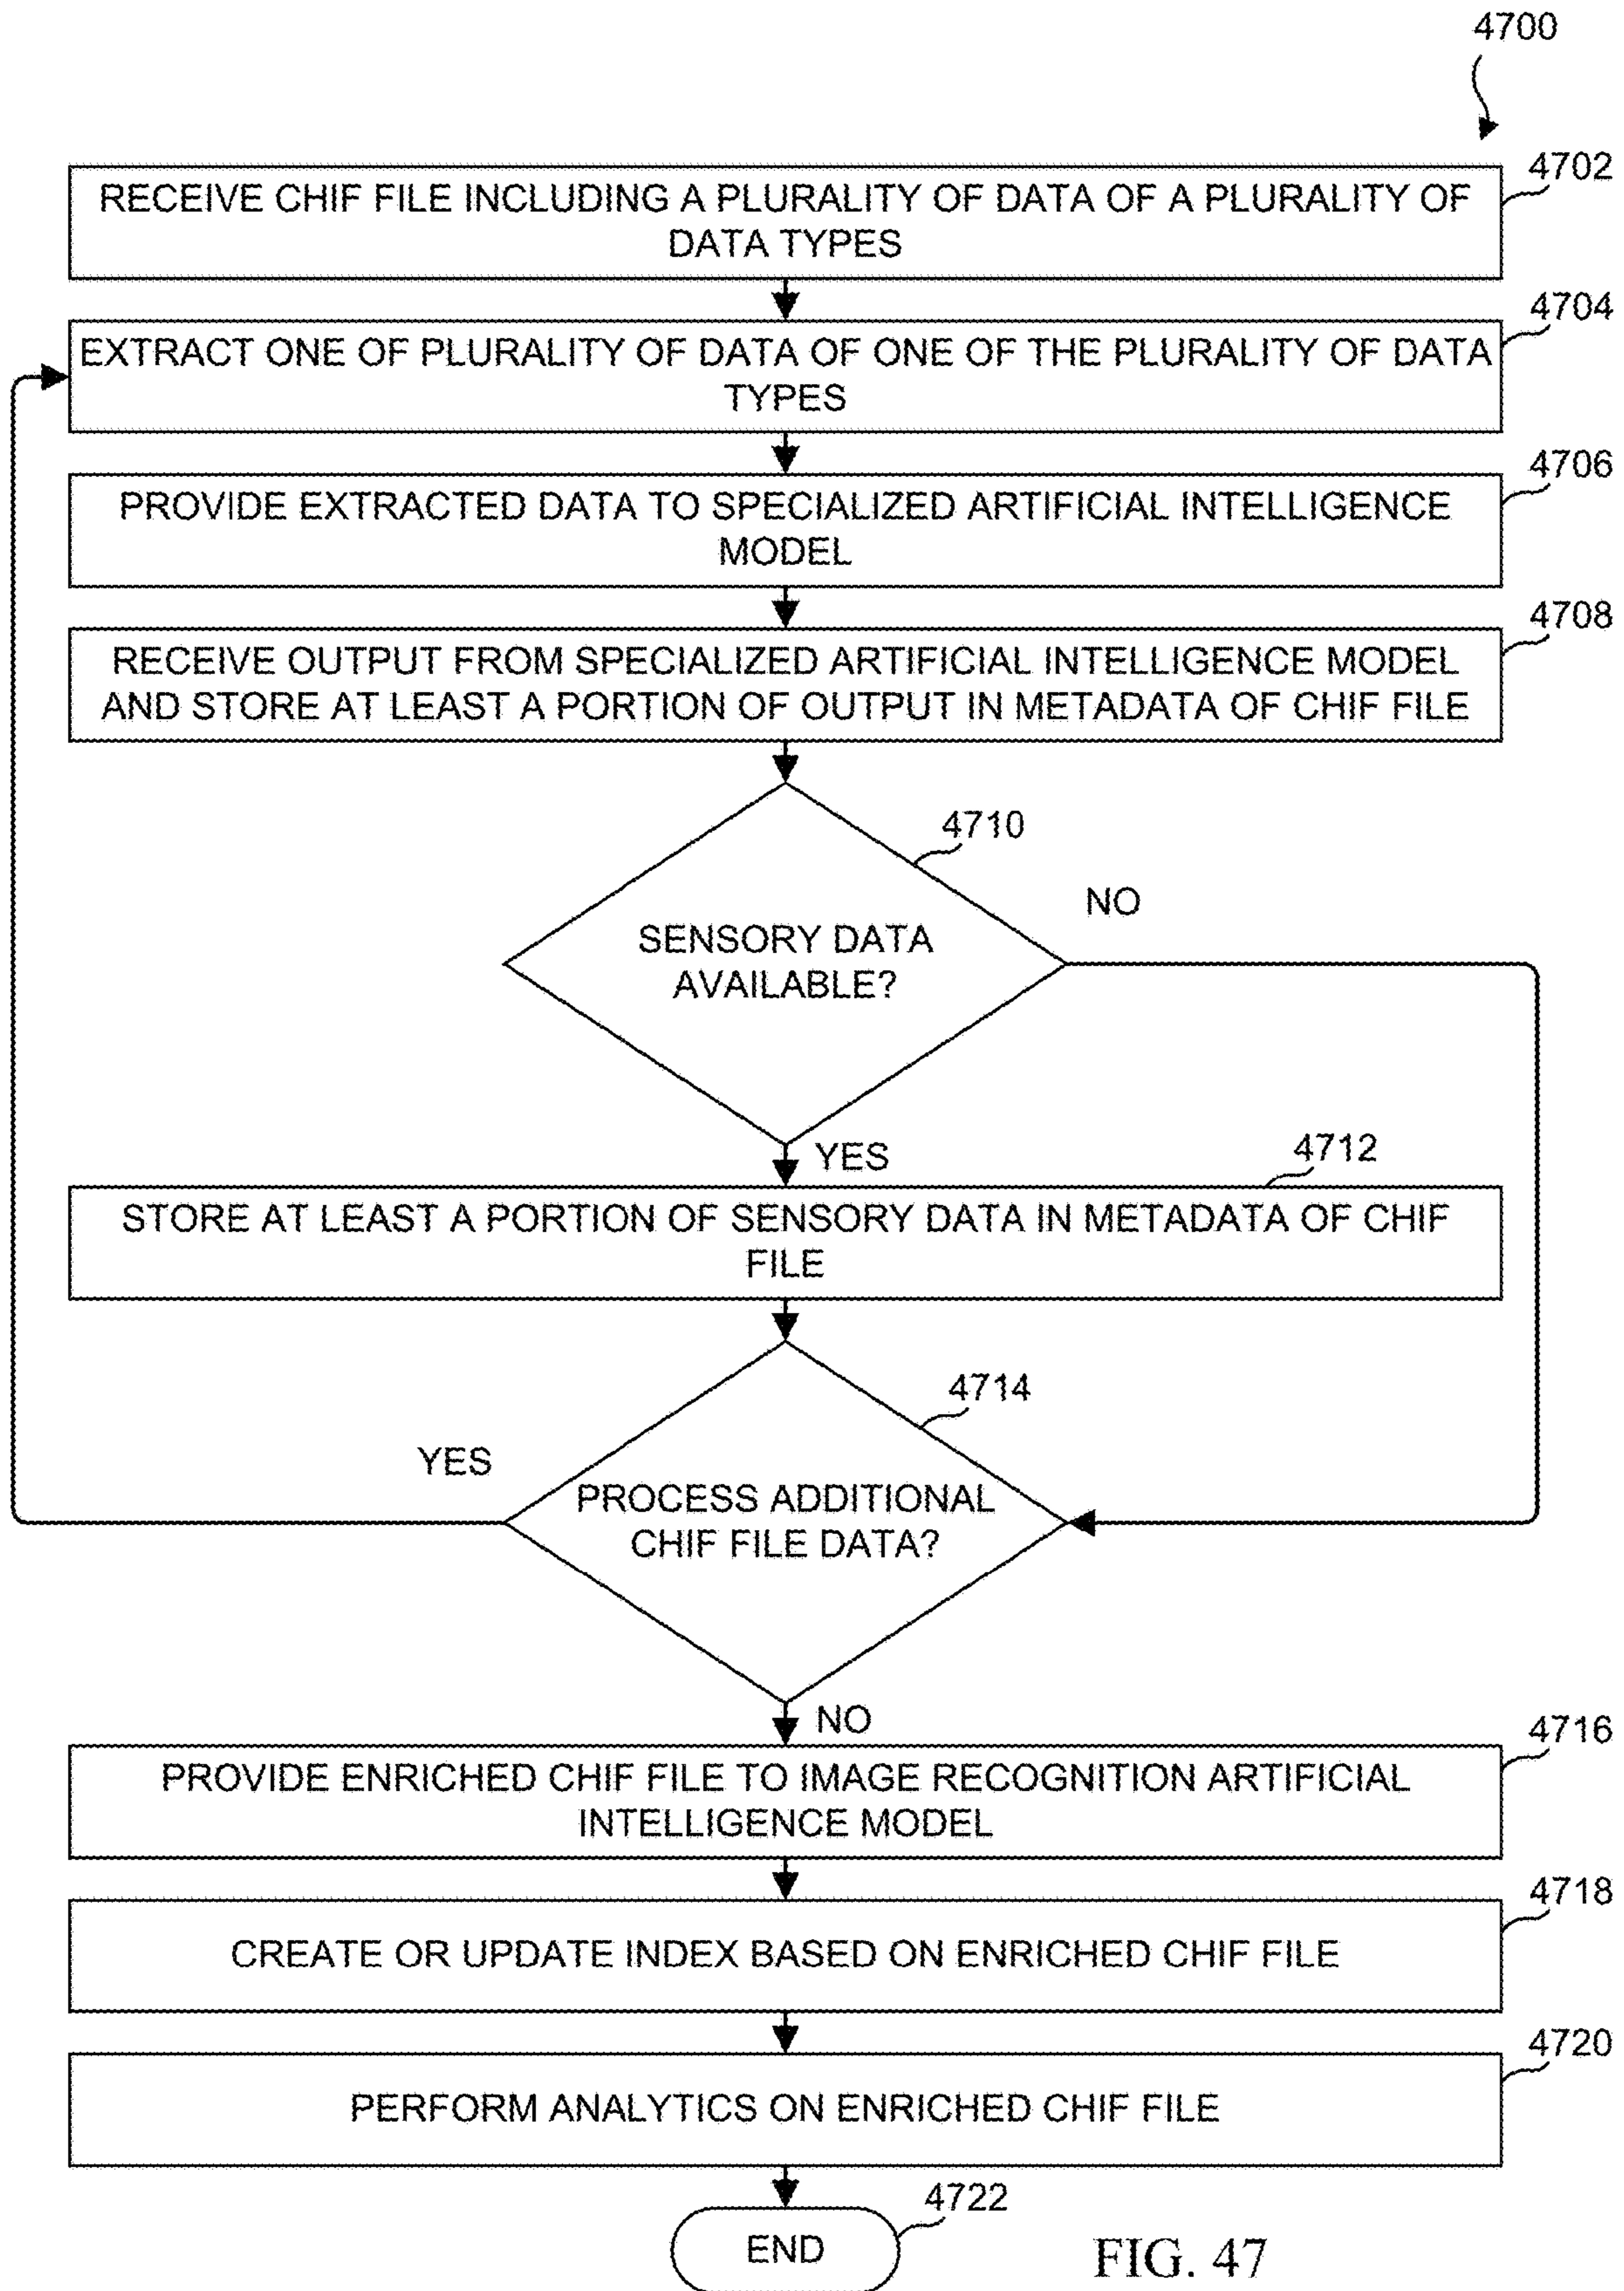 4700
4702
RECEIVE CHIF FILE INCLUDING A PLURALITY OF DATA OF A PLURALITY OF
DATA TYPES
4704
EXTRACT ONE OF PLURALITY OF DATA OF ONE OF THE PLURALITY OF DATA
TYPES
4706
PROVIDE EXTRACTED DATA TO SPECIALIZED ARTIFICIAL INTELLIGENCE
MODEL
4708
RECEIVE OUTPUT FROM SPECIALIZED ARTIFICIAL INTELLIGENCE MODEL
AND STORE AT LEAST A PORTION OF OUTPUT IN METADATA OF CHIF FILE
4710
NO
SENSORY DATA
AVAILABLE?
YES
4712
STORE AT LEAST A PORTION OF SENSORY DATA IN METADATA OF CHIF
FILE
4714
YES
PROCESS ADDITIONAL
CHIF FILE DATA?
NO
4716
PROVIDE ENRICHED CHIF FILE TO IMAGE RECOGNITION ARTIFICIAL
INTELLIGENCE MODEL
4718
CREATE OR UPDATE INDEX BASED ON ENRICHED CHIF FILE
4720
PERFORM ANALYTICS ON ENRICHED CHIF FILE
4722
END
FIG. 47